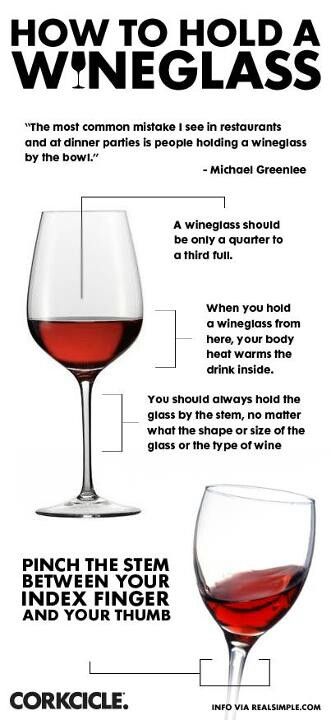 HOW TO HOLD A
WINEGLASS
"The most common mistake I see in restaurants
and at dinner parties is people holding a wineglass
by the bowl."
- Michael Greenlee
A wineglass should
be only a quarter to
a third full.
When you hold
a wineglass from
here, your body
heat warms the
drink inside.
You should always hold the
glass by the stem, no matter
what the shape or size of the
glass or the type of wine
PINCH THE STEM
BETWEEN YOUR
INDEX FINGER
AND YOUR THUMB
CORKCICLE.
INFO VIA REALSIMPLE.COM